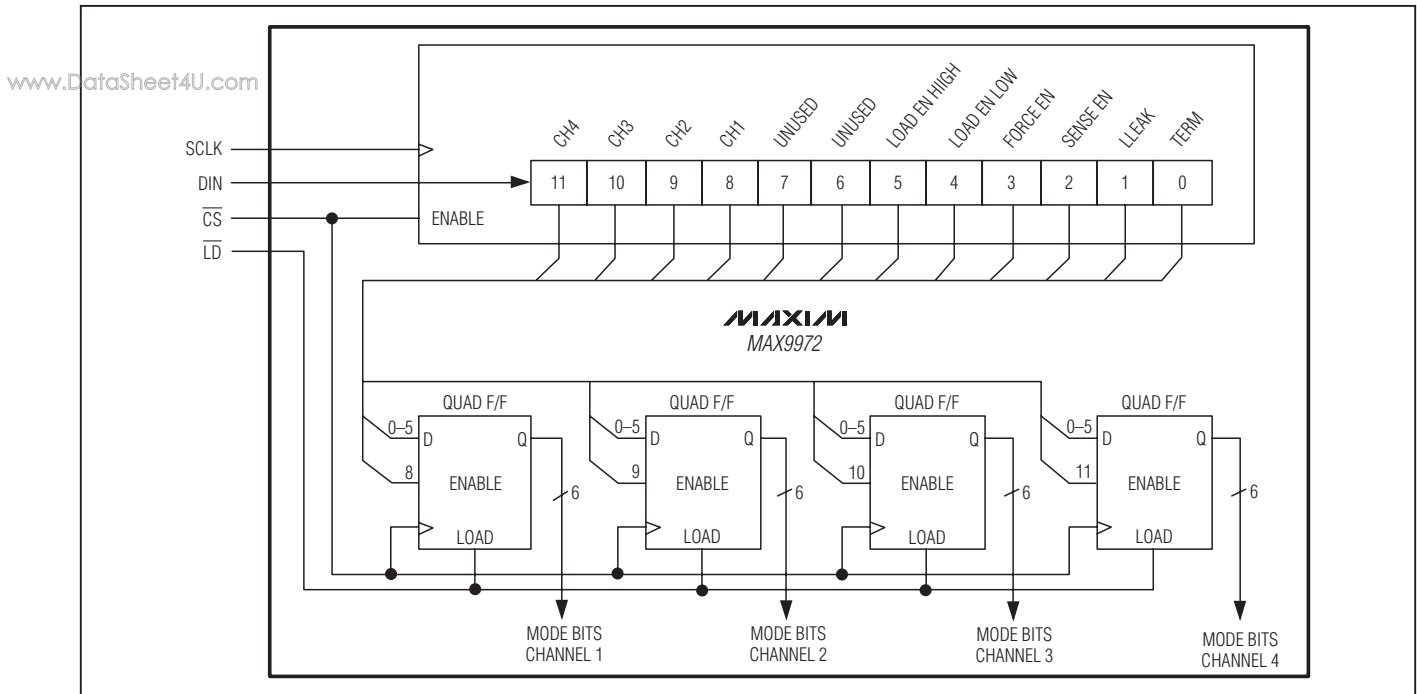 www.DataSheet4U.com
SCLK
DIN
CS
LD
ENABLE
CH4
CH3
CH2
CH1
UNUSED
UNUSED
LOAD EN HIGH
LOAD EN LOW
FORCE EN
SENSE EN
LLEAK
TERM
11 10 9 8 7 6 5 4 3 2 1 0
MAXIM
MAX9972
QUAD F/F QUAD F/F QUAD F/F QUAD F/F
0–5 D Q 0–5 D Q 0–5 D Q 0–5 D Q
8 ENABLE 6 9 ENABLE 6 10 ENABLE 6 11 ENABLE 6
LOAD LOAD LOAD LOAD
MODE BITS
CHANNEL 1
MODE BITS
CHANNEL 2
MODE BITS
CHANNEL 3
MODE BITS
CHANNEL 4